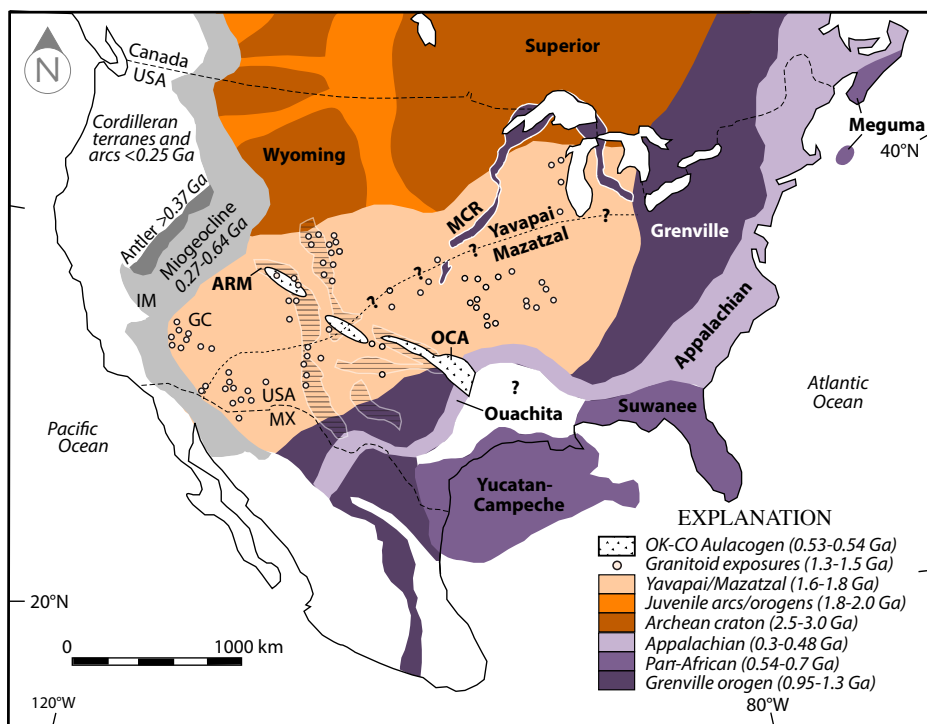 N
Canada
USA
Superior
Cordilleran
terranes and
arcs <0.25 Ga
Wyoming
Meguma
40°N
Antler >0.37 Ga
Miogeocline
0.27-0.64 Ga
MCR
Yavapai
Mazatzal
?
?
?
?
Grenville
ARM
IM
GC
OCA
Appalachian
USA
MX
?
Ouachita
Suwanee
Atlantic
Ocean
Pacific
Ocean
Yucatan-
Campeche
EXPLANATION
OK-CO Aulacogen (0.53-0.54 Ga)
Granitoid exposures (1.3-1.5 Ga)
Yavapai/Mazatzal (1.6-1.8 Ga)
Juvenile arcs/orogens (1.8-2.0 Ga)
Archean craton (2.5-3.0 Ga)
Appalachian (0.3-0.48 Ga)
Pan-African (0.54-0.7 Ga)
Grenville orogen (0.95-1.3 Ga)
20°N
0 1000 km
120°W
80°W